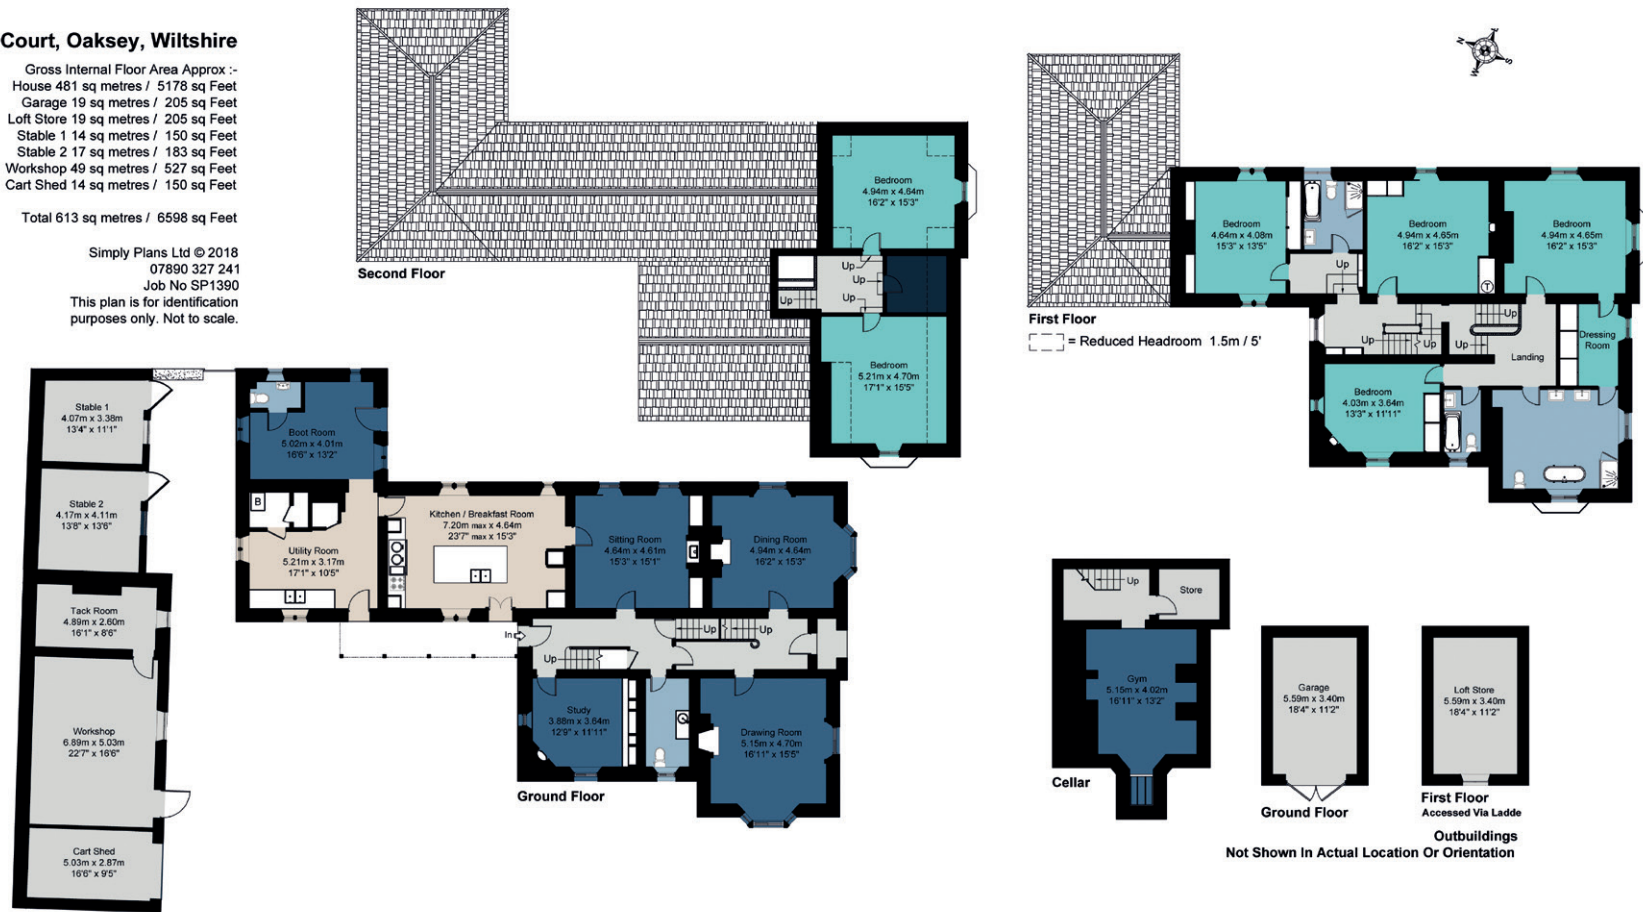 Court, Oaksey, Wiltshire
Gross Internal Floor Area Approx :-
House 481 sq metres / 5178 sq Feet
Garage 19 sq metres / 205 sq Feet
Loft Store 19 sq metres / 205 sq Feet
Stable 1 14 sq metres / 150 sq Feet
Stable 2 17 sq metres / 183 sq Feet
Workshop 49 sq metres / 527 sq Feet
Cart Shed 14 sq metres / 150 sq Feet
Total 613 sq metres / 6598 sq Feet
Simply Plans Ltd © 2018
07890 327 241
Job No SP1390
This plan is for identification
purposes only. Not to scale.
Bedroom
4.94m x 4.64m
16'2" x 15'3"
Up
Up
Up
Up
Bedroom
5.21m x 4.70m
17'1" x 15'5"
Second Floor
N
S
W
Bedroom
4.64m x 4.08m
15'3" x 13'5"
Bedroom
4.94m x 4.65m
16'2" x 15'3"
Bedroom
4.94m x 4.65m
16'2" x 15'3"
Up
T
Up
Up
Up
Up
Landing
Dressing
Room
Bedroom
4.03m x 3.64m
13'3" x 11'11"
First Floor
= Reduced Headroom 1.5m / 5'
Stable 1
4.07m x 3.38m
13'4" x 11'1"
Stable 2
4.17m x 4.11m
13'8" x 13'6"
Tack Room
4.89m x 2.60m
16'1" x 8'6"
Workshop
6.89m x 5.03m
22'7" x 16'6"
Cart Shed
5.03m x 2.87m
16'6" x 9'5"
Boot Room
5.02m x 4.01m
16'6" x 13'2"
B
Utility Room
5.21m x 3.17m
17'1" x 10'5"
Kitchen / Breakfast Room
7.20m max x 4.64m
23'7" max x 15'3"
Sitting Room
4.64m x 4.61m
15'3" x 15'1"
Dining Room
4.94m x 4.64m
16'2" x 15'3"
In
Up
Up
Up
Study
3.88m x 3.64m
12'9" x 11'11"
Drawing Room
5.15m x 4.70m
16'11" x 15'5"
Ground Floor
Up
Store
Gym
5.15m x 4.02m
16'11" x 13'2"
Cellar
Garage
5.59m x 3.40m
18'4" x 11'2"
Ground Floor
Loft Store
5.59m x 3.40m
18'4" x 11'2"
First Floor
Accessed Via Ladde
Outbuildings
Not Shown In Actual Location Or Orientation